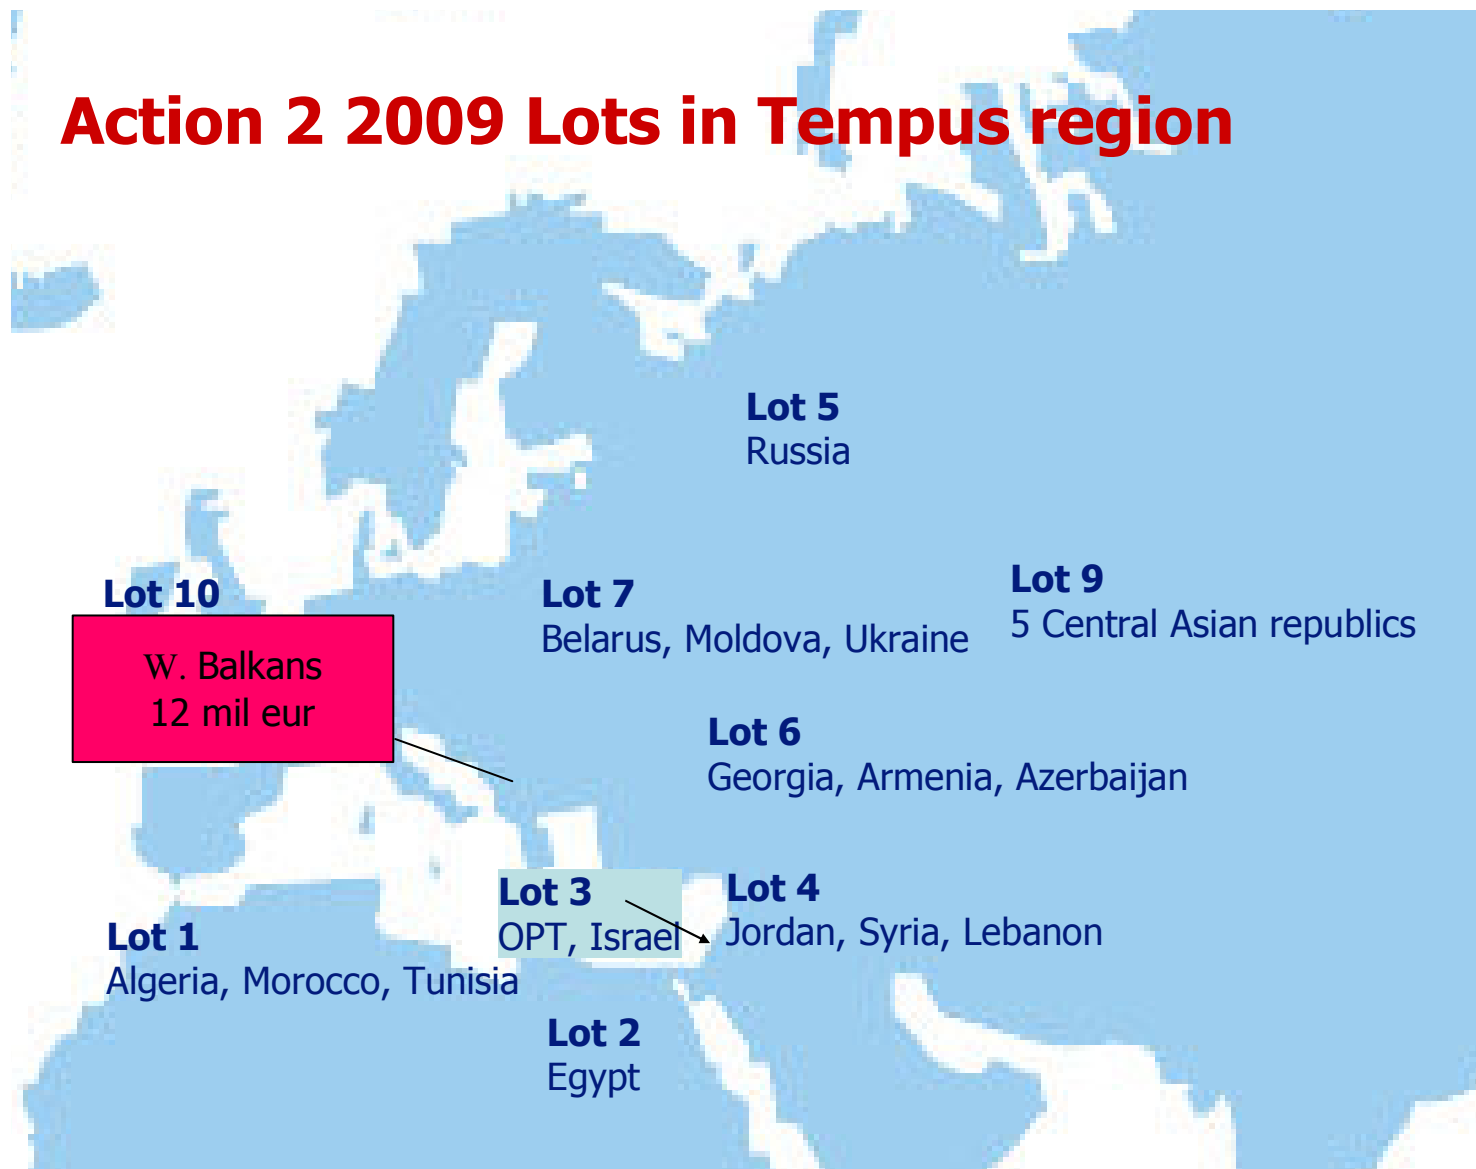 Action 2 2009 Lots in Tempus region
Lot 5
Russia
Lot 10
W. Balkans
12 mil eur
Lot 7
Belarus, Moldova, Ukraine
Lot 9
5 Central Asian republics
Lot 6
Georgia, Armenia, Azerbaijan
Lot 3
OPT, Israel
Lot 4
Jordan, Syria, Lebanon
Lot 1
Algeria, Morocco, Tunisia
Lot 2
Egypt